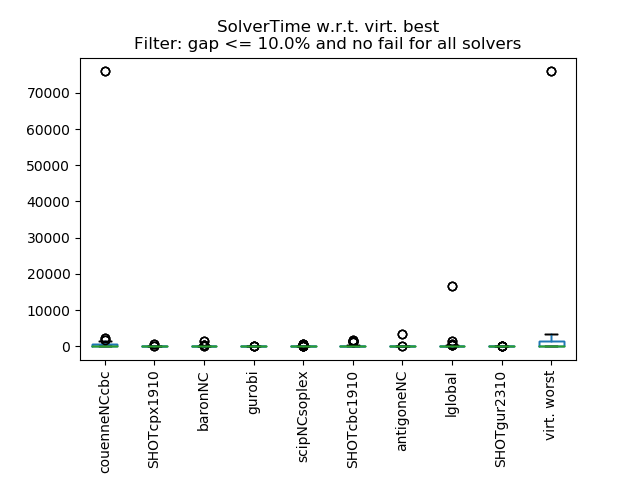 SolverTime w.r.t. virt. best
Filter: gap <= 10.0% and no fail for all solvers
70000
60000
50000
40000
30000
20000
10000
0
couenneNCcbc
SHOTcpx1910
baronNC
gurobi
scipNCsoplex
SHOTcbc1910
antigoneNC
lglobal
SHOTgur2310
virt. worst